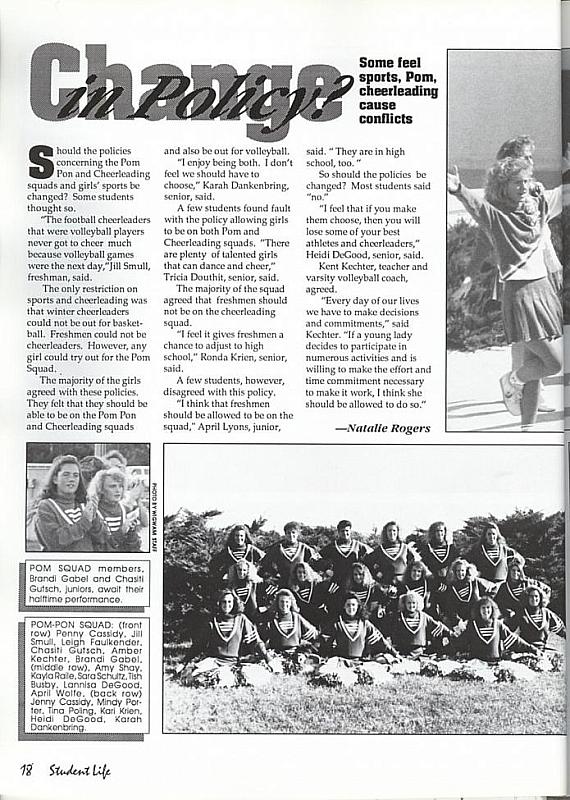 Change
in Policy?
Some feel
sports, Pom,
cheerleading
cause
conflicts
Should the policies
concerning the Pom
Pon and Cheerleading
squads and girls' sports be
changed? Some students
thought so.
"The football cheerleaders
that were volleyball players
never got to cheer much
because volleyball games
were the next day,"Jill Smull,
freshman, said.
The only restriction on
sports and cheerleading was
that winter cheerleaders
could not be out for basket-
ball. Freshmen could not be
cheerleaders. However, any
girl could try out for the Pom
Squad.
The majority of the girls
agreed with these policies.
They felt that they should be
able to be on the Pom Pon
and Cheerleading squads
and also be out for volleyball.
"I enjoy being both. I don't
feel we should have to
choose," Karah Dankenbring,
senior, said.
A few students found fault
with the policy allowing girls
to be on both Pom and
Cheerleading squads. "There
are plenty of talented girls
that can dance and cheer,"
Tricia Douthit, senior, said.
The majority of the squad
agreed that freshmen should
not be on the cheerleading
squad.
"I feel it gives freshmen a
chance to adjust to high
school," Ronda Krien, senior,
said.
A few students, however,
disagreed with this policy.
"I think that freshmen
should be allowed to be on the
squad," April Lyons, junior,
said. "They are in high
school, too."
So should the policies be
changed? Most students said
"no."
"I feel that if you make
them choose, then you will
lose some of your best
athletes and cheerleaders,"
Heidi DeGood, senior, said.
Kent Kechter, teacher and
varsity volleyball coach,
agreed.
"Every day of our lives
we have to make decisions
and commitments," said
Kechter. "If a young lady
decides to participate in
numerous activities and is
willing to make the effort and
time commitment necessary
to make it work, I think she
should be allowed to do so."
—Natalie Rogers
PHOTO BY WIGWAM STAFF
POM SQUAD members,
Brandi Gabel and Chasiti
Gutsch, juniors, await their
halftime performance.
POM-PON SQUAD: (front
row) Penny Cassidy, Jill
Smull, Leigh Faulkender,
Chasiti Gutsch, Amber
Kechter, Brandi Gabel,
(middle row), Amy Shay,
Kayla Raile, Sara Schultz, Tish
Busby, Lannisa DeGood,
April Wolfe, (back row)
Jenny Cassidy, Mindy Por-
ter, Tina Poling, Kari Krien,
Heidi DeGood, Karah
Dankenbring.
18 Student Life